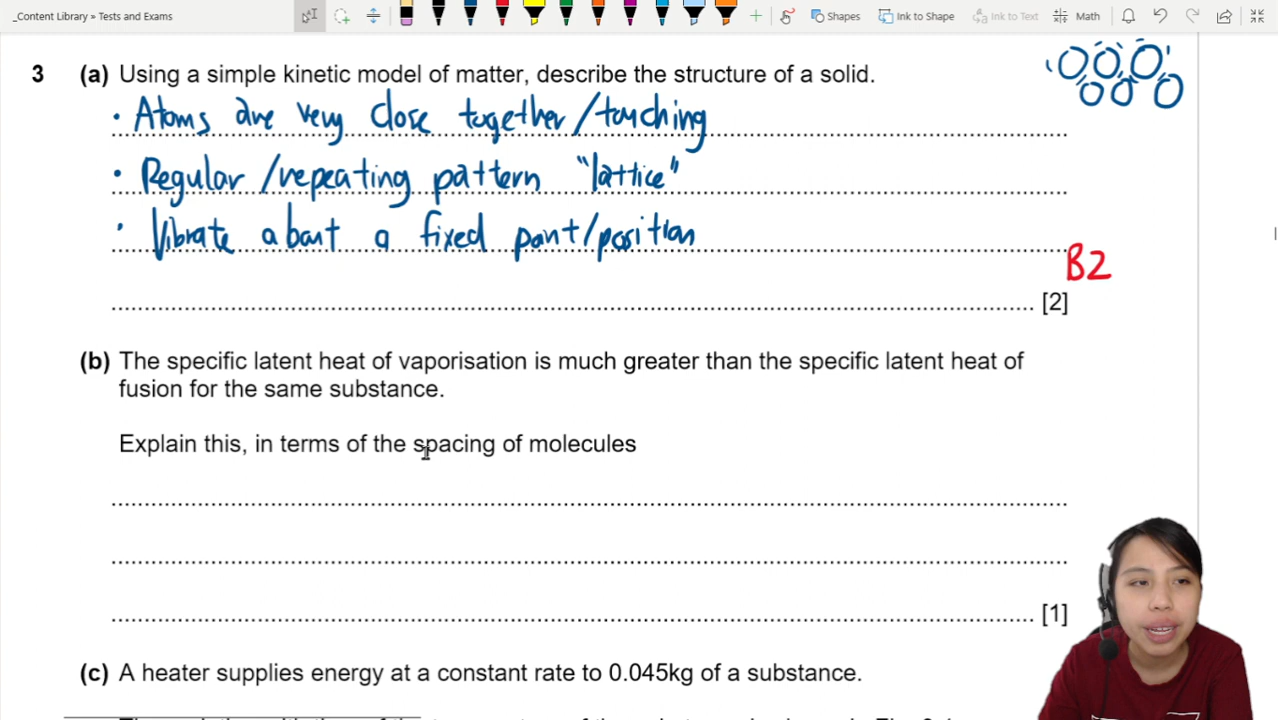 _Content Library » Tests and Exams
Shapes
Ink to Shape
Ink to Text
Math
3 (a) Using a simple kinetic model of matter, describe the structure of a solid.
• Atoms are very close together/touching
• Regular/repeating pattern "lattice"
• Vibrate about a fixed point/position
B2
[2]
(b) The specific latent heat of vaporisation is much greater than the specific latent heat of
fusion for the same substance.
Explain this, in terms of the spacing of molecules
[1]
(c) A heater supplies energy at a constant rate to 0.045kg of a substance.